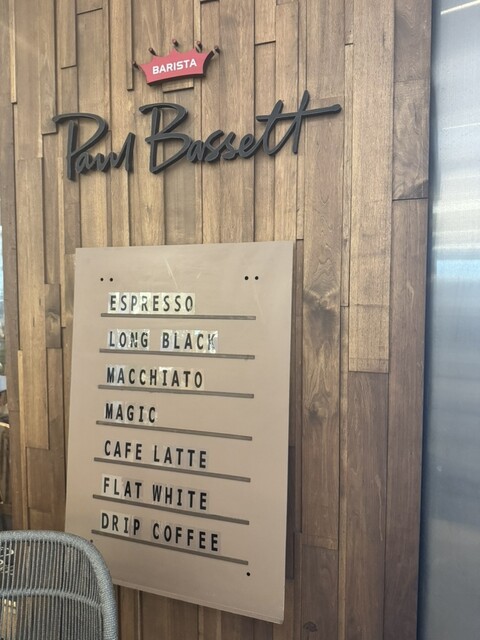 BARISTA
Paul Bassett
ESPRESSO
LONG BLACK
MACCHIATO
MAGIC
CAFE LATTE
FLAT WHITE
DRIP COFFEE